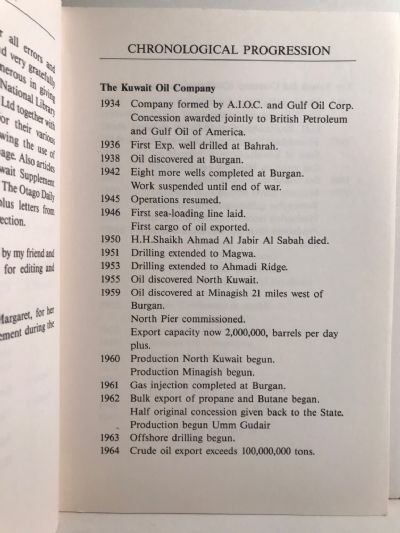 all errors and
very gratefully
nerous in giving
National Library
Ltd together with
for their various
wing the use of
page. Also articles
wait Supplement
The Otago Daily
plus letters from
ection.
by my friend and
for editing and
Margaret, for her
ement during the
CHRONOLOGICAL PROGRESSION
The Kuwait Oil Company
1934 Company formed by A.I.O.C. and Gulf Oil Corp.
Concession awarded jointly to British Petroleum
and Gulf Oil of America.
1936 First Exp. well drilled at Bahrah.
1938 Oil discovered at Burgan.
1942 Eight more wells completed at Burgan.
Work suspended until end of war.
1945 Operations resumed.
1946 First sea-loading line laid.
First cargo of oil exported.
1950 H.H.Shaikh Ahmad Al Jabir Al Sabah died.
1951 Drilling extended to Magwa.
1953 Drilling extended to Ahmadi Ridge.
1955 Oil discovered North Kuwait.
1959 Oil discovered at Minagish 21 miles west of
Burgan.
North Pier commissioned.
Export capacity now 2,000,000, barrels per day
plus.
1960 Production North Kuwait begun.
Production Minagish begun.
1961 Gas injection completed at Burgan.
1962 Bulk export of propane and Butane began.
Half original concession given back to the State.
Production begun Umm Gudair
1963 Offshore drilling begun.
1964 Crude oil export exceeds 100,000,000 tons.